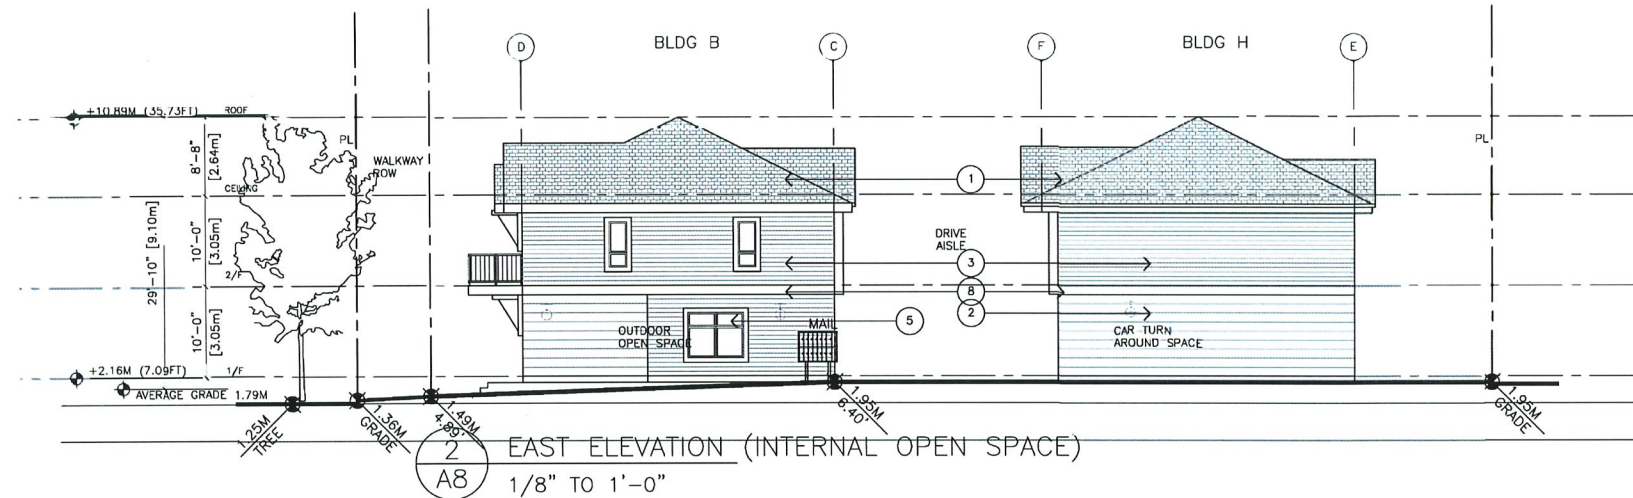 D
BLDG B
C
F
BLDG H
E
+10.89M (35.73FT)
ROOF
PL
WALKWAY
ROW
PL
8'-8"
[2.64m]
CEILING
1
10'-0"
[3.05m]
29'-10" [9.10m]
2/F
DRIVE
AISLE
3
8
2
10'-0"
[3.05m]
OUTDOOR
OPEN SPACE
5
MAIL
CAR TURN
AROUND SPACE
+2.16M (7.09FT)
1/F
AVERAGE GRADE 1.79M
1.25M
TREE
1.36M
GRADE
1.49M
4.89'
1.95M
6.40'
1.95M
GRADE
2
A8
EAST ELEVATION (INTERNAL OPEN SPACE)
1/8" TO 1'-0"